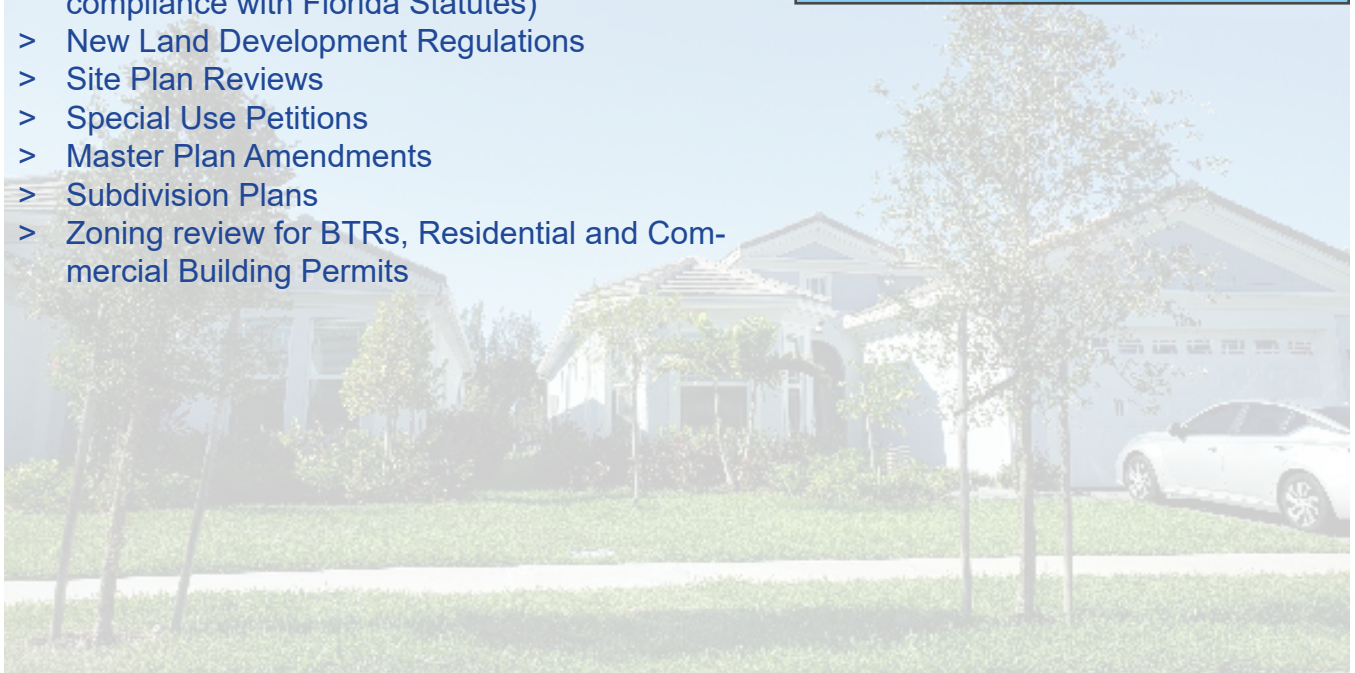 compliance with Florida Statutes)
> New Land Development Regulations
> Site Plan Reviews
> Special Use Petitions
> Master Plan Amendments
> Subdivision Plans
> Zoning review for BTRs, Residential and Com-
mercial Building Permits